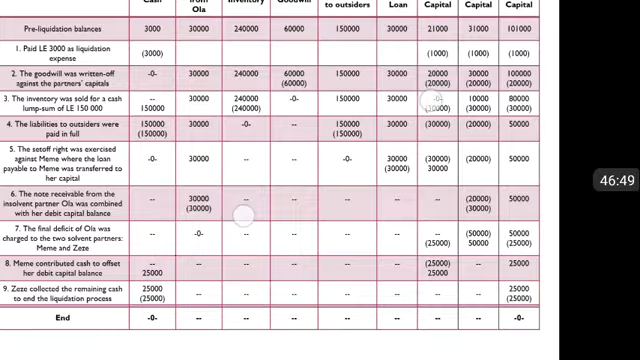 Cash from Ola Inventory Goodwill to outsiders Loan Capital Capital Capital
Pre-liquidation balances 3000 30000 240000 60000 150000 30000 21000 31000 101000
1. Paid LE 3000 as liquidation expense (3000) (1000) (1000) (1000)
2. The goodwill was written-off against the partners' capitals -0- 30000 240000 60000 (60000) 150000 30000 20000 (20000) 30000 (20000) 100000 (20000)
3. The inventory was sold for a cash lump-sum of LE 150 000 -- 150000 30000 240000 (240000) -0- 150000 30000 -0- (30000) 10000 (30000) 80000 (30000)
4. The liabilities to outsiders were paid in full 150000 (150000) 30000 -0- -- 150000 (150000) 30000 (30000) (20000) 50000
5. The setoff right was exercised against Meme where the loan payable to Meme was transferred to her capital -0- 30000 -- -- -0- 30000 (30000) (30000) 30000 (20000) 50000
6. The note receivable from the insolvent partner Ola was combined with her debit capital balance -- 30000 (30000) -- -- -- -- -- (20000) (30000) 50000
7. The final deficit of Ola was charged to the two solvent partners: Meme and Zeze -- -0- -- -- -- -- -- (25000) (50000) 50000 50000 (25000)
8. Meme contributed cash to offset her debit capital balance -- 25000 -- -- -- -- -- (25000) 25000 -- 25000
9. Zeze collected the remaining cash to end the liquidation process 25000 (25000) -- -- -- -- -- -- -- 25000 (25000)
End -0- -- -- -- -- -- -- -- -0-
46:49